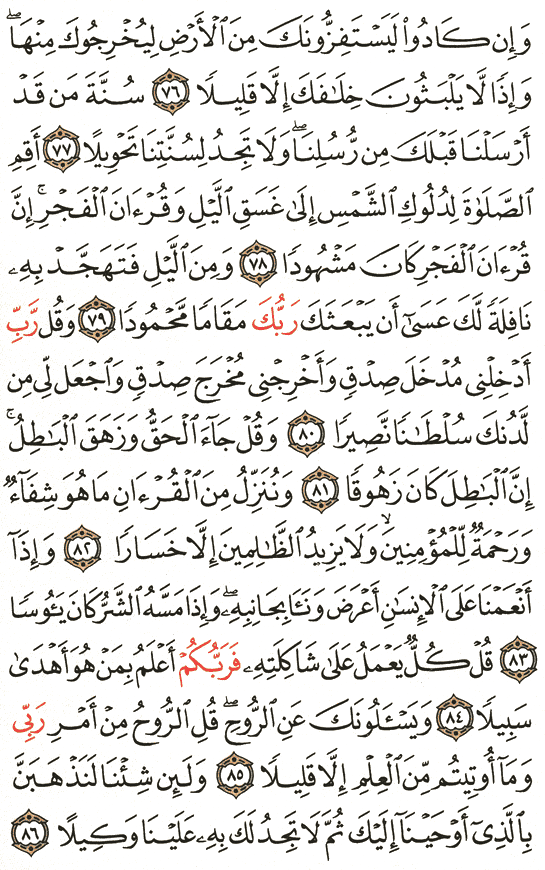 وَإِن كَادُوا۟ لَيَسْتَفِزُّونَكَ مِنَ ٱلْأَرْضِ لِيُخْرِجُوكَ مِنْهَا ۖ
وَإِذًا لَّا يَلْبَثُونَ خِلَـٰفَكَ إِلَّا قَلِيلًا ٧٦ سُنَّةَ مَن قَدْ
أَرْسَلْنَا قَبْلَكَ مِن رُّسُلِنَا ۖ وَلَا تَجِدُ لِسُنَّتِنَا تَحْوِيلًا ٧٧ أَقِمِ
ٱلصَّلَوٰةَ لِدُلُوكِ ٱلشَّمْسِ إِلَىٰ غَسَقِ ٱلَّيْلِ وَقُرْءَانَ ٱلْفَجْرِ ۖ إِنَّ
قُرْءَانَ ٱلْفَجْرِ كَانَ مَشْهُودًا ٧٨ وَمِنَ ٱلَّيْلِ فَتَهَجَّدْ بِهِۦ
نَافِلَةً لَّكَ عَسَىٰٓ أَن يَبْعَثَكَ رَبُّكَ مَقَامًا مَّحْمُودًا ٧٩ وَقُل رَّبِّ
أَدْخِلْنِى مُدْخَلَ صِدْقٍ وَأَخْرِجْنِى مُخْرَجَ صِدْقٍ وَٱجْعَل لِّى مِن
لَّدُنكَ سُلْطَـٰنًا نَّصِيرًا ٨٠ وَقُلْ جَآءَ ٱلْحَقُّ وَزَهَقَ ٱلْبَـٰطِلُ ۚ
إِنَّ ٱلْبَـٰطِلَ كَانَ زَهُوقًا ٨١ وَنُنَزِّلُ مِنَ ٱلْقُرْءَانِ مَا هُوَ شِفَآءٌ
وَرَحْمَةٌ لِّلْمُؤْمِنِينَ ۙ وَلَا يَزِيدُ ٱلظَّـٰلِمِينَ إِلَّا خَسَارًا ٨٢ وَإِذَآ
أَنْعَمْنَا عَلَى ٱلْإِنسَـٰنِ أَعْرَضَ وَنَـَٔا بِجَانِبِهِۦ ۖ وَإِذَا مَسَّهُ ٱلشَّرُّ كَانَ يَـُٔوسًا
٨٣ قُلْ كُلٌّ يَعْمَلُ عَلَىٰ شَاكِلَتِهِۦ فَرَبُّكُمْ أَعْلَمُ بِمَنْ هُوَ أَهْدَىٰ
سَبِيلًا ٨٤ وَيَسْـَٔلُونَكَ عَنِ ٱلرُّوحِ ۖ قُلِ ٱلرُّوحُ مِنْ أَمْرِ رَبِّى
وَمَآ أُوتِيتُم مِّنَ ٱلْعِلْمِ إِلَّا قَلِيلًا ٨٥ وَلَئِن شِئْنَا لَنَذْهَبَنَّ
بِٱلَّذِىٓ أَوْحَيْنَآ إِلَيْكَ ثُمَّ لَا تَجِدُ لَكَ بِهِۦ عَلَيْنَا وَكِيلًا ٨٦